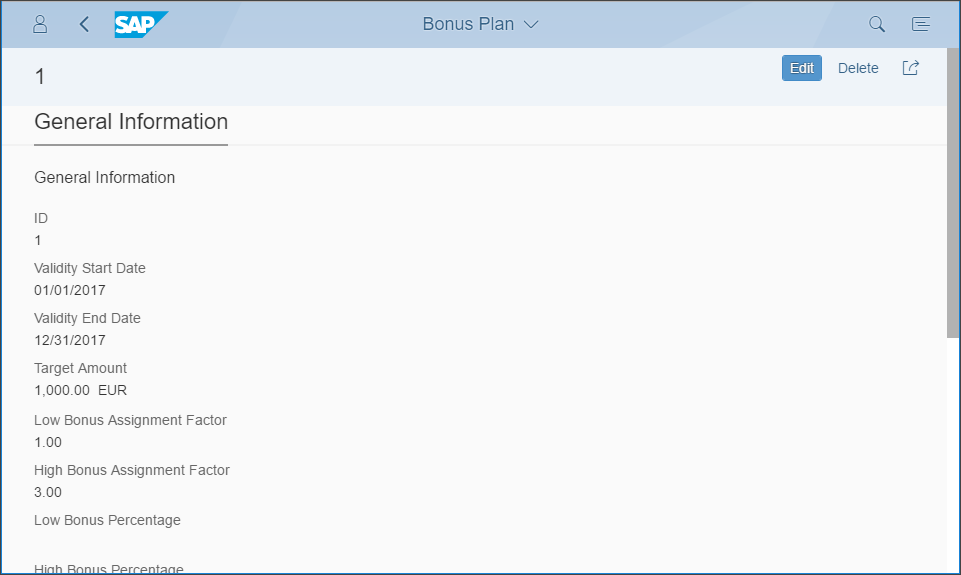 SAP
Bonus Plan
1
Edit
Delete
General Information
General Information
ID
1
Validity Start Date
01/01/2017
Validity End Date
12/31/2017
Target Amount
1,000.00 EUR
Low Bonus Assignment Factor
1.00
High Bonus Assignment Factor
3.00
Low Bonus Percentage
High Bonus Percentage